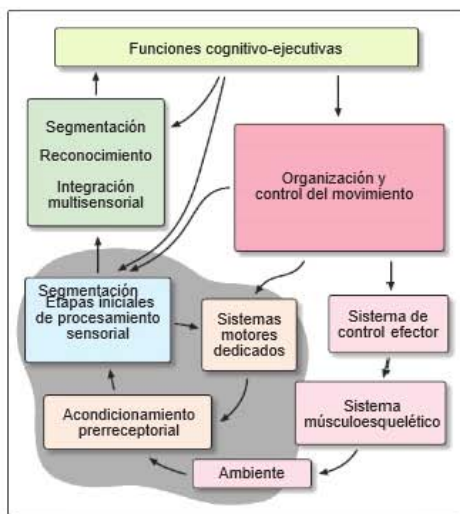 Funciones cognitivo-ejecutivas
Segmentación
Reconocimiento
Integración
multisensorial
Organización y
control del movimiento
Segmentación
Etapas iniciales
de procesamiento
sensorial
Sistemas
motores
dedicados
Sistema de
control efector
Acondicionamiento
prerreceptorial
Sistema
músculoesquelético
Ambiente